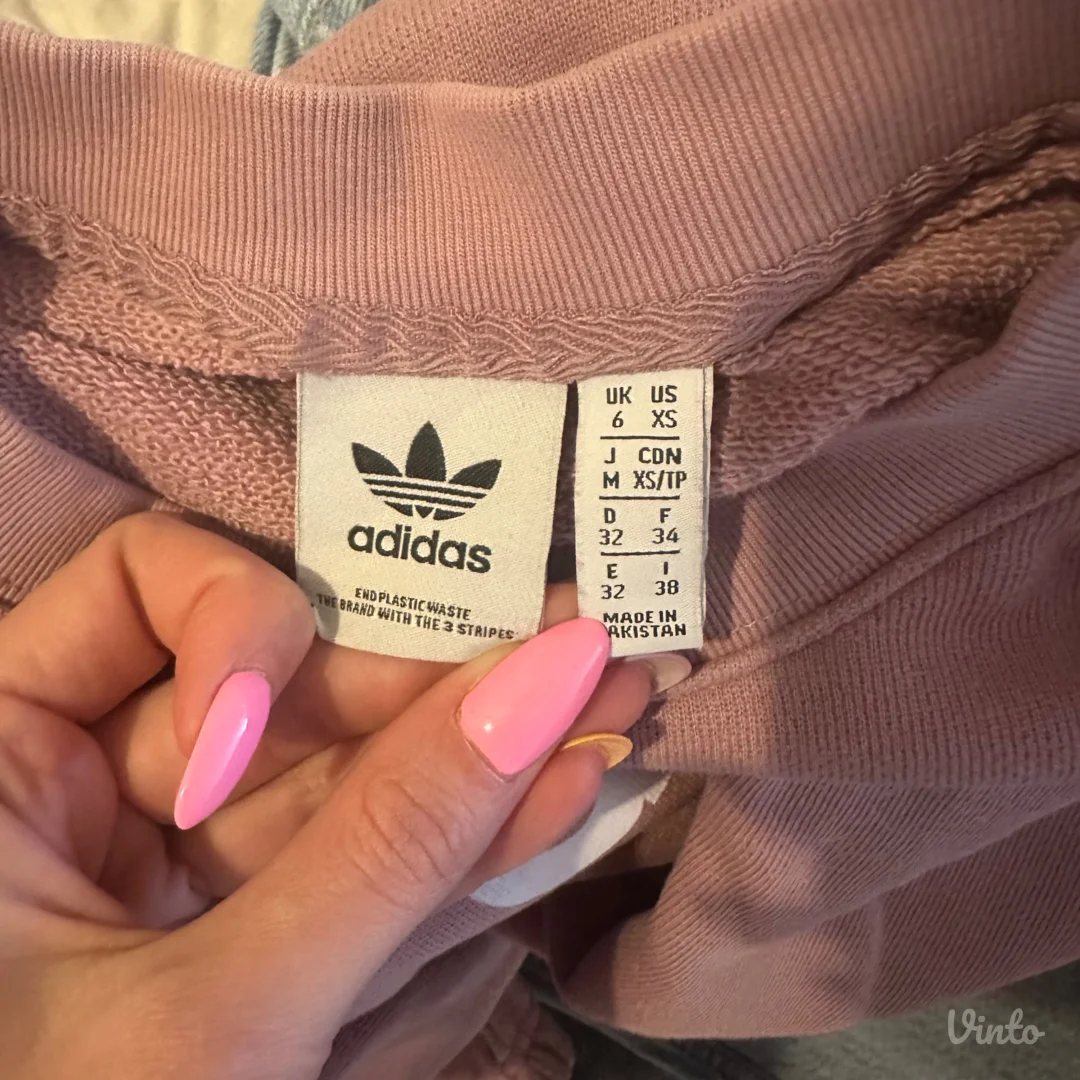 adidas
END PLASTIC WASTE
THE BRAND WITH THE 3 STRIPES
UK US
6 XS
J CDN
M XS/TP
D F
32 34
E I
32 38
MADE IN
AKISTAN
Vinto